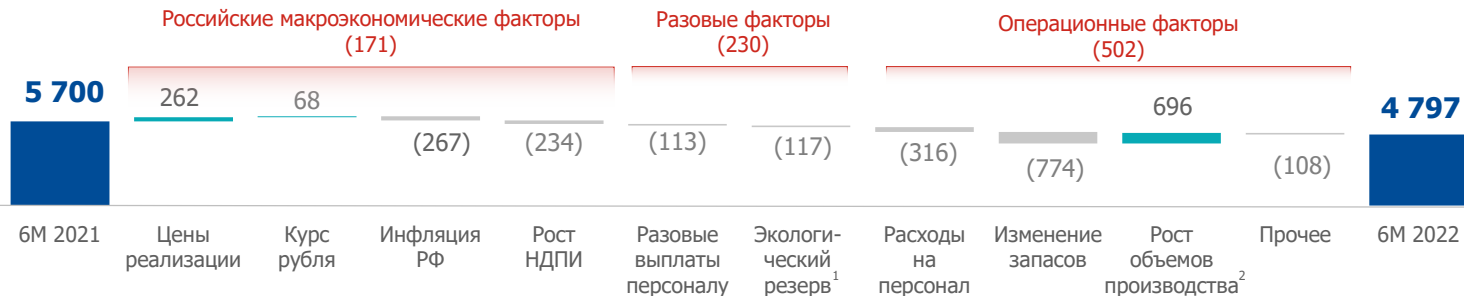 Российские макроэкономические факторы
(171)
Разовые факторы
(230)
Операционные факторы
(502)
5 700
262
68
(267)
(234)
(113)
(117)
(316)
(774)
696
(108)
4 797
6М 2021
Цены
реализации
Курс
рубля
Инфляция
РФ
Рост
НДПИ
Разовые
выплаты
персоналу
Экологи-
ческий
резерв¹
Расходы
на
персонал
Изменение
запасов
Рост
объемов
производства²
Прочее
6М 2022